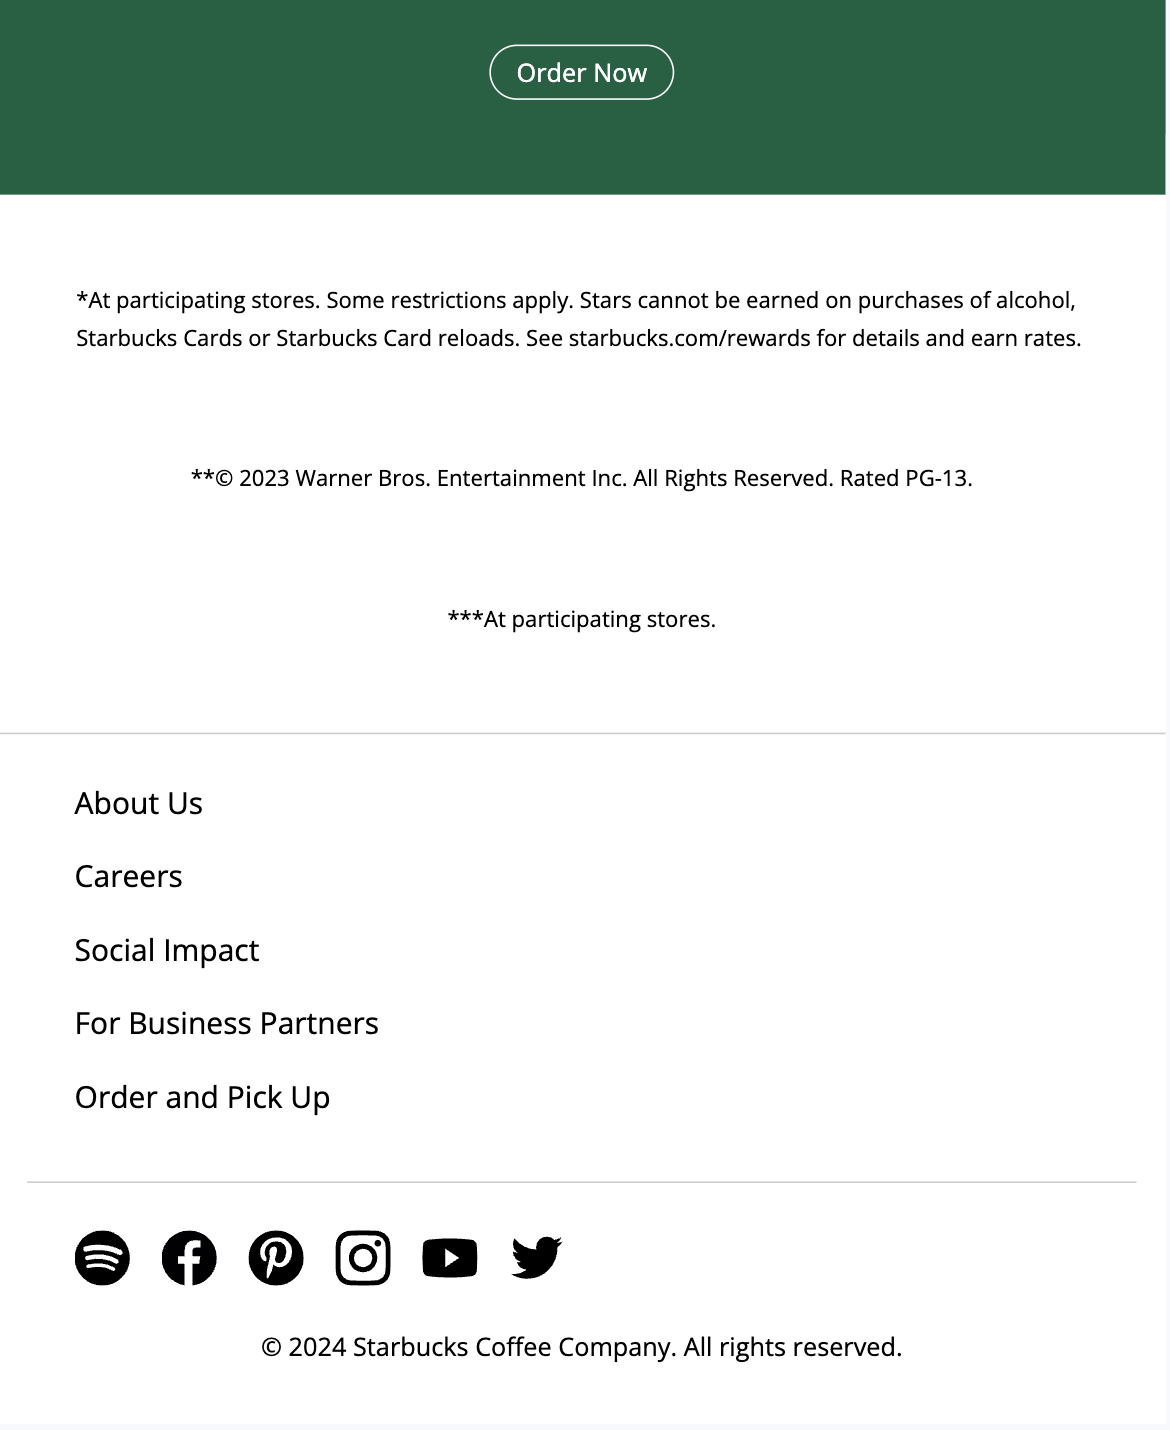 Order Now
*At participating stores. Some restrictions apply. Stars cannot be earned on purchases of alcohol,
Starbucks Cards or Starbucks Card reloads. See starbucks.com/rewards for details and earn rates.
**© 2023 Warner Bros. Entertainment Inc. All Rights Reserved. Rated PG-13.
***At participating stores.
About Us
Careers
Social Impact
For Business Partners
Order and Pick Up
© 2024 Starbucks Coffee Company. All rights reserved.